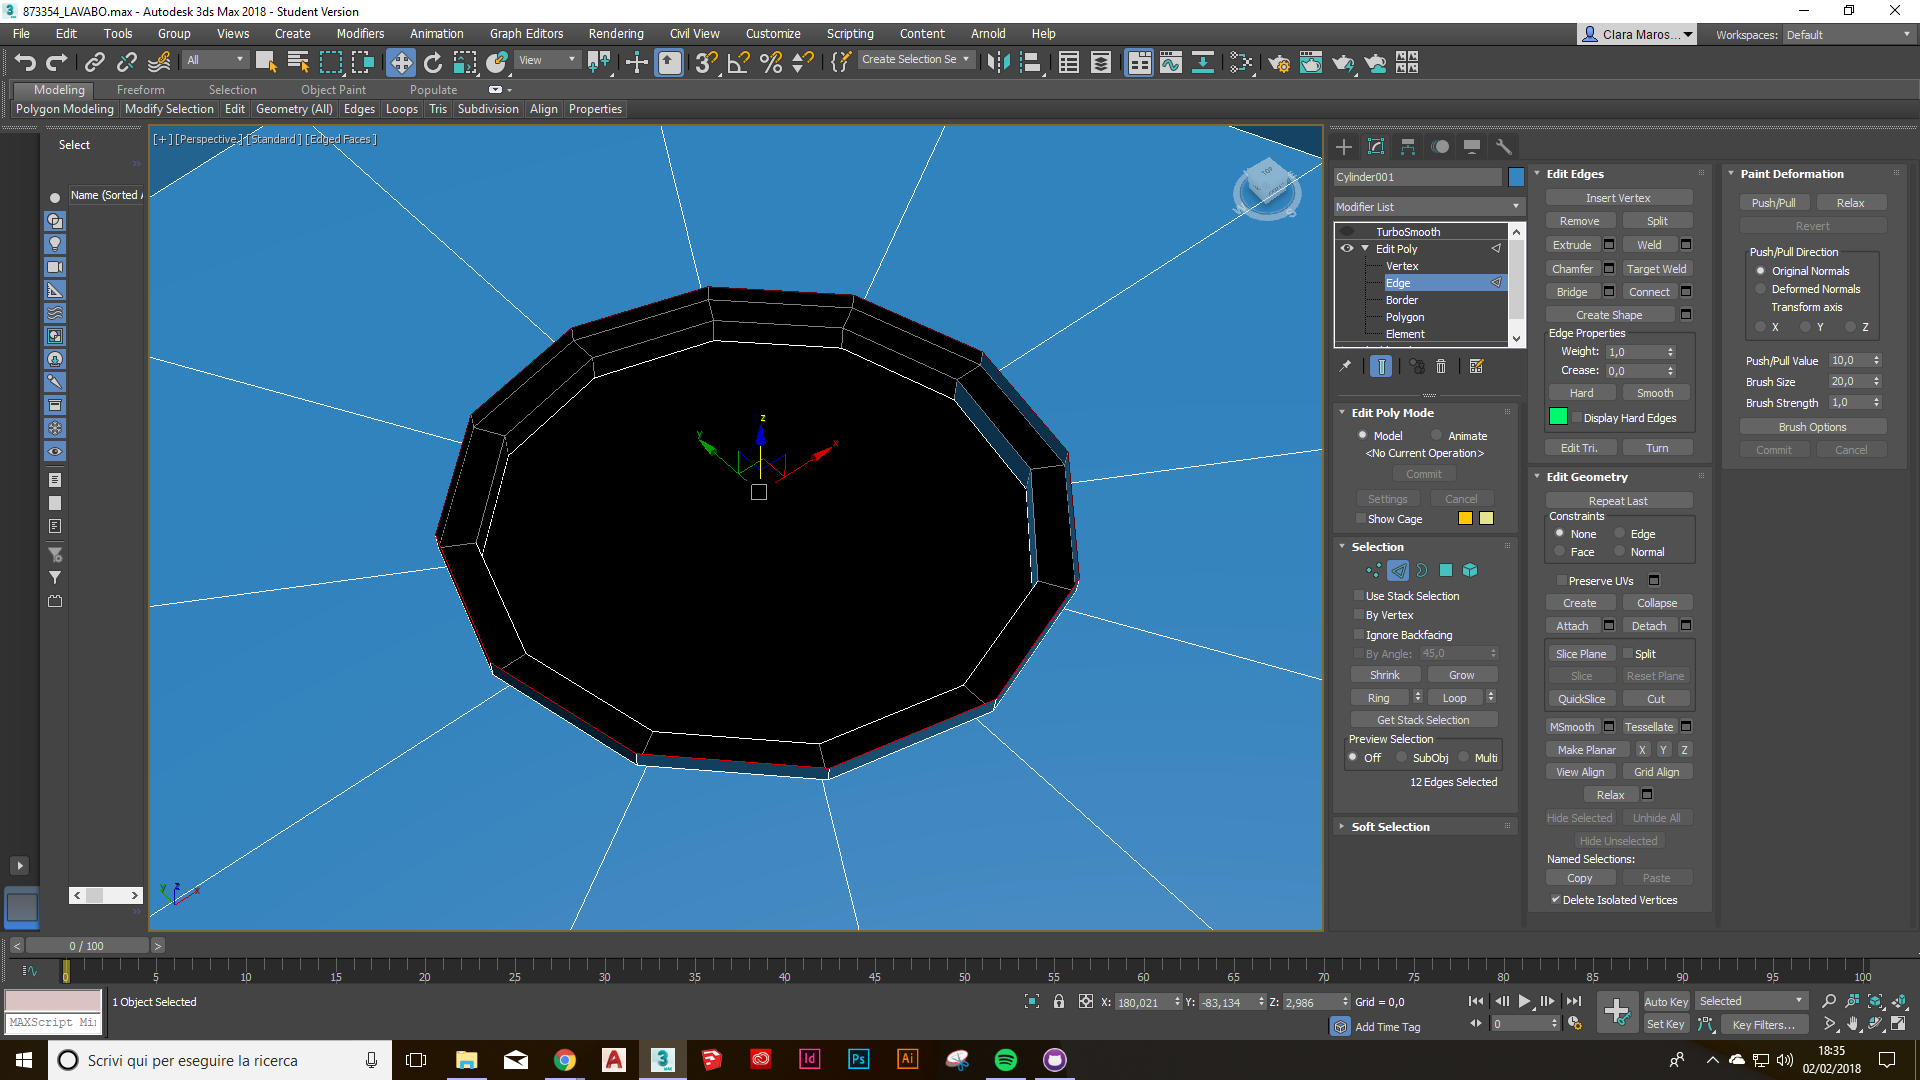 873354_LAVABO.max - Autodesk 3ds Max 2018 - Student Version
File Edit Tools Group Views Create Modifiers Animation Graph Editors Rendering Civil View Customize Scripting Content Arnold Help
Clara Maros... Workspaces: Default
All View Create Selection Se
Modeling Freeform Selection Object Paint Populate
Polygon Modeling Modify Selection Edit Geometry (All) Edges Loops Tris Subdivision Align Properties
Select
Name (Sorted
[+] [Perspective] [Standard] [Edged Faces]
TOP
S
z
y
x
z
y
x
Cylinder001
Modifier List
TurboSmooth
Edit Poly
Vertex
Edge
Border
Polygon
Element
Edit Poly Mode
Model Animate
<No Current Operation>
Commit
Settings Cancel
Show Cage
Selection
Use Stack Selection
By Vertex
Ignore Backfacing
By Angle: 45,0
Shrink Grow
Ring Loop
Get Stack Selection
Preview Selection
Off SubObj Multi
12 Edges Selected
Soft Selection
Edit Edges
Insert Vertex
Remove Split
Extrude Weld
Chamfer Target Weld
Bridge Connect
Create Shape
Edge Properties
Weight: 1,0
Crease: 0,0
Hard Smooth
Display Hard Edges
Edit Tri. Turn
Edit Geometry
Repeat Last
Constraints
None Edge
Face Normal
Preserve UVs
Create Collapse
Attach Detach
Slice Plane Split
Slice Reset Plane
QuickSlice Cut
MSmooth Tessellate
Make Planar X Y Z
View Align Grid Align
Relax
Hide Selected Unhide All
Hide Unselected
Named Selections:
Copy Paste
Delete Isolated Vertices
Paint Deformation
Push/Pull Relax
Revert
Push/Pull Direction
Original Normals
Deformed Normals
Transform axis
X Y Z
Push/Pull Value 10,0
Brush Size 20,0
Brush Strength 1,0
Brush Options
Commit Cancel
0 / 100
0 5 10 15 20 25 30 35 40 45 50 55 60 65 70 75 80 85 90 95 100
1 Object Selected
X: 180,021 Y: -83,134 Z: 2,986 Grid = 0,0
Auto Key Selected
MAXScript Mi
Add Time Tag
0
Set Key Key Filters...
Scrivi qui per eseguire la ricerca
Id Ps Ai
18:35
02/02/2018